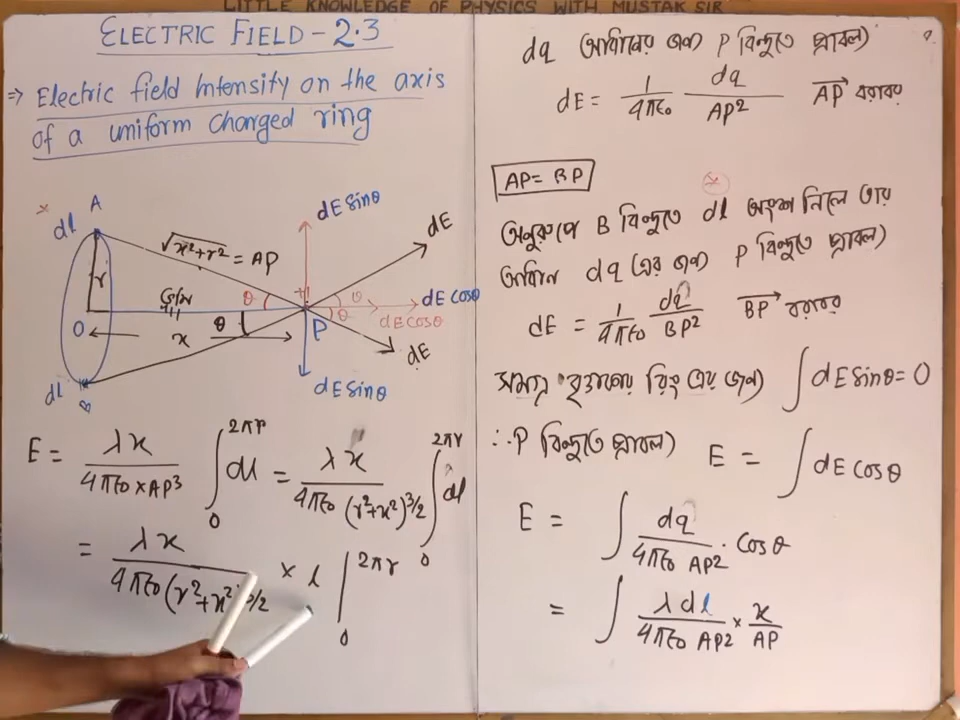 LITTLE KNOWLEDGE OF PHYSICS WITH MUSTAK SIR
ELECTRIC FIELD - 2.3
⇒ Electric field Intensity on the axis
of a uniform charged ring
dl
A
r
√x²+r² = AP
dE Sinθ
dE
θ
θ
dE cosθ
O
x
θ
P
θ
dE cosθ
dE
dl
B
dE Sinθ
E = λx / 4πε₀ × AP³ ∫₀^2πr dl = λx / 4πε₀ (r²+x²)^3/2 ∫₀^2πr dl
= λx / 4πε₀ (r²+x²)^3/2 × l |₀^2πr
dq আধানের জন্য P বিন্দুতে প্রাবল্য
dE = 1/4πε₀ dq/AP² AP→ বরাবর
AP = BP
অনুরূপে B বিন্দুতে dl অংশ নিলে তার
আধান dq এর জন্য P বিন্দুতে প্রাবল্য
dE = 1/4πε₀ dq/BP² BP→ বরাবর
সমগ্র বৃত্তাকার রিং এর জন্য ∫ dE Sinθ = 0
∴ P বিন্দুতে প্রাবল্য E = ∫ dE cosθ
E = ∫ dq / 4πε₀ AP² · Cosθ
= ∫ λ dl / 4πε₀ AP² × x/AP